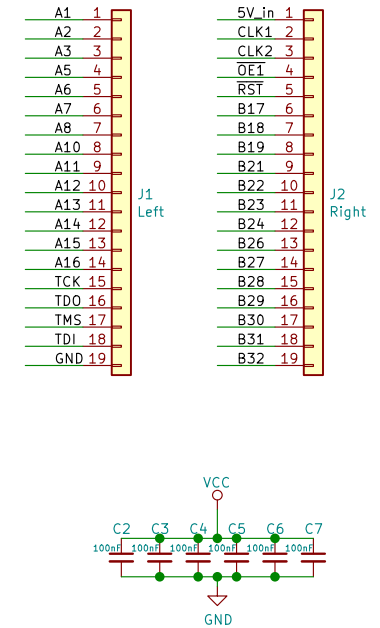 A1 1
A2 2
A3 3
A5 4
A6 5
A7 6
A8 7
A10 8
A11 9
A12 10
A13 11
A14 12
A15 13
A16 14
TCK 15
TDO 16
TMS 17
TDI 18
GND 19
J1
Left
5V_in 1
CLK1 2
CLK2 3
OE1 4
RST 5
B17 6
B18 7
B19 8
B21 9
B22 10
B23 11
B24 12
B26 13
B27 14
B28 15
B29 16
B30 17
B31 18
B32 19
J2
Right
VCC
C2 C3 C4 C5 C6 C7
100nF 100nF 100nF 100nF 100nF 100nF
GND